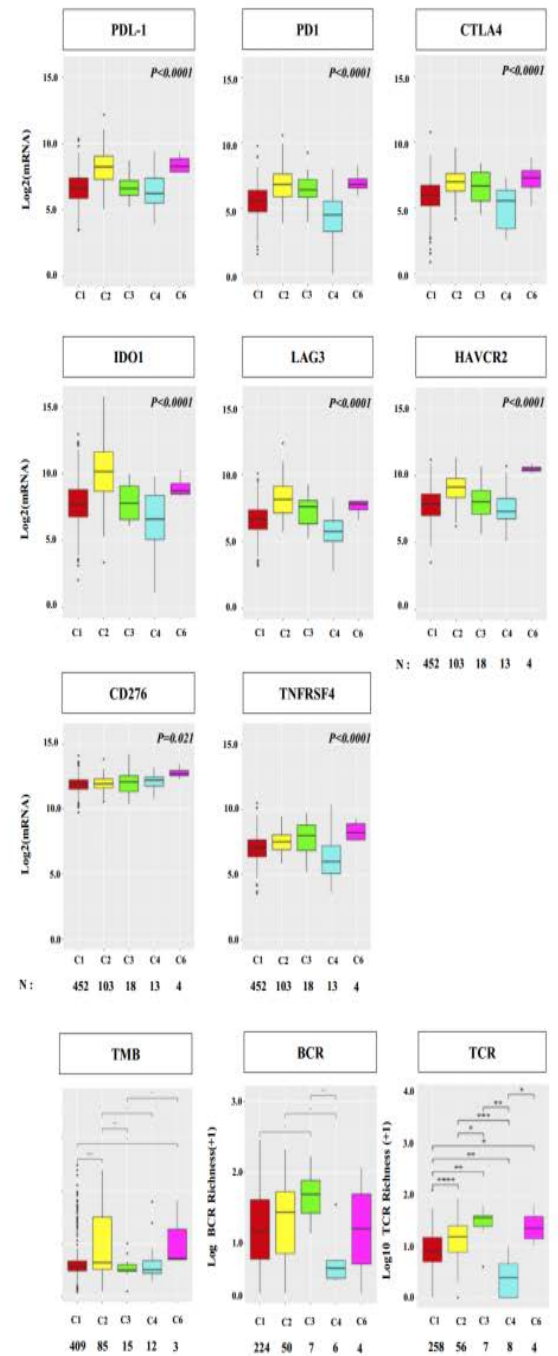 PDL-1 PD1 CTLA4
P<0.0001 P<0.0001 P<0.0001
Log2(mRNA)
15.0 15.0 15.0
10.0 10.0 10.0
5.0 5.0 5.0
0.0 0.0 0.0
C1 C2 C3 C4 C6 C1 C2 C3 C4 C6 C1 C2 C3 C4 C6
IDO1 LAG3 HAVCR2
P<0.0001 P<0.0001 P<0.0001
Log2(mRNA)
15.0 15.0 15.0
10.0 10.0 10.0
5.0 5.0 5.0
0.0 0.0 0.0
C1 C2 C3 C4 C6 C1 C2 C3 C4 C6 C1 C2 C3 C4 C6
N : 452 103 18 13 4
CD276 TNFRSF4
P=0.021 P<0.0001
Log2(mRNA)
15.0 15.0
10.0 10.0
5.0 5.0
0.0 0.0
C1 C2 C3 C4 C6 C1 C2 C3 C4 C6
N : 452 103 18 13 4 452 103 18 13 4
TMB BCR TCR
Log BCR Richness(+1)
Log10 TCR Richness (+1)
4.0
3.0 3.0
2.0 2.0
1.0 1.0
0.0 0.0
* ** *** * * ** ** ****
C1 C2 C3 C4 C6 C1 C2 C3 C4 C6 C1 C2 C3 C4 C6
409 85 15 12 3 224 50 7 6 4 258 56 7 8 4